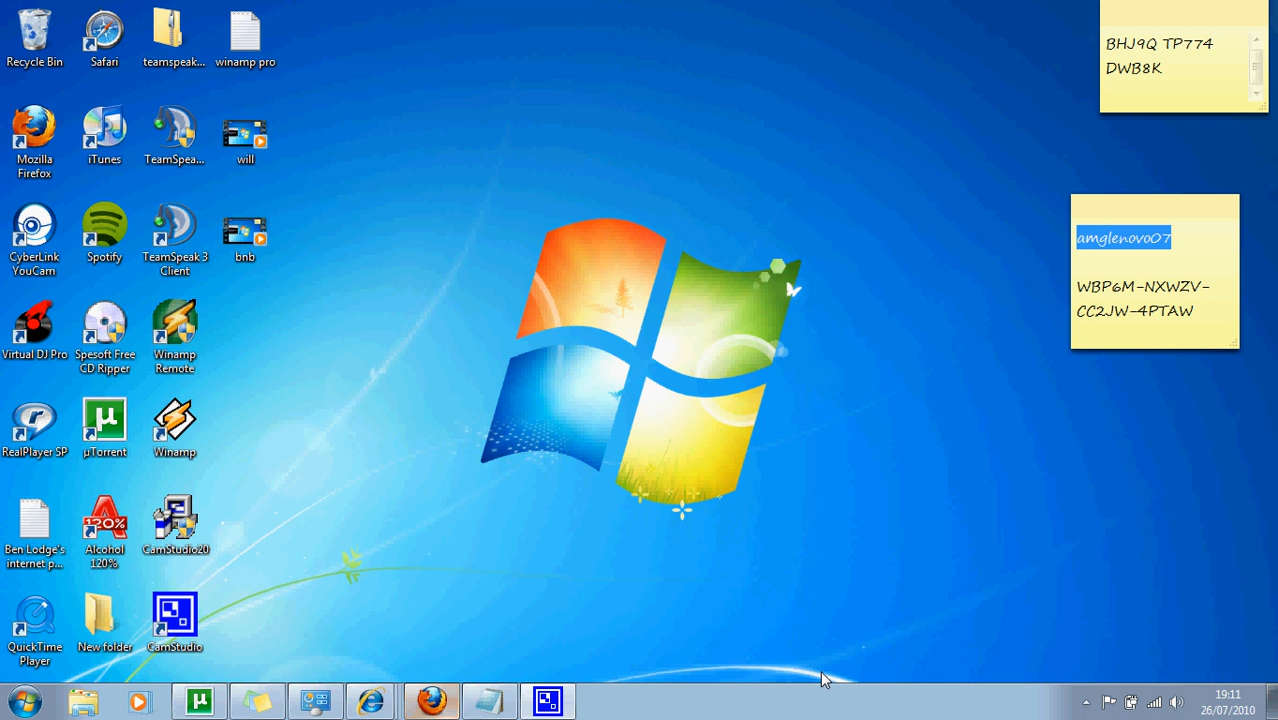 Recycle Bin
Safari
teamspeak...
winamp pro
Mozilla
Firefox
iTunes
TeamSpea...
will
CyberLink
YouCam
Spotify
TeamSpeak 3
Client
bnb
Virtual DJ Pro
Spesoft Free
CD Ripper
Winamp
Remote
RealPlayer SP
µ
µTorrent
Winamp
Ben Lodge's
internet p...
120%
Alcohol
120%
CamStudio20
QuickTime
Player
New folder
CamStudio
BHJ9Q TP774
DWB8K
amglenovo07
WBP6M-NXWZV-
CC2JW-4PTAW
µ
19:11
26/07/2010